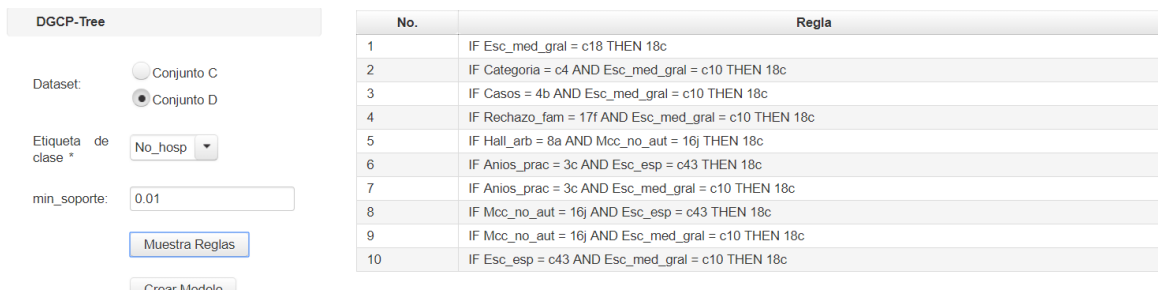 DGCP-Tree
Dataset:
Conjunto C
Conjunto D
Etiqueta de
clase *
No_hosp
min_soporte:
0.01
Muestra Reglas
Crear Modelo
No. Regla
1 IF Esc_med_gral = c18 THEN 18c
2 IF Categoria = c4 AND Esc_med_gral = c10 THEN 18c
3 IF Casos = 4b AND Esc_med_gral = c10 THEN 18c
4 IF Rechazo_fam = 17f AND Esc_med_gral = c10 THEN 18c
5 IF Hall_arb = 8a AND Mcc_no_aut = 16j THEN 18c
6 IF Anios_prac = 3c AND Esc_esp = c43 THEN 18c
7 IF Anios_prac = 3c AND Esc_med_gral = c10 THEN 18c
8 IF Mcc_no_aut = 16j AND Esc_esp = c43 THEN 18c
9 IF Mcc_no_aut = 16j AND Esc_med_gral = c10 THEN 18c
10 IF Esc_esp = c43 AND Esc_med_gral = c10 THEN 18c